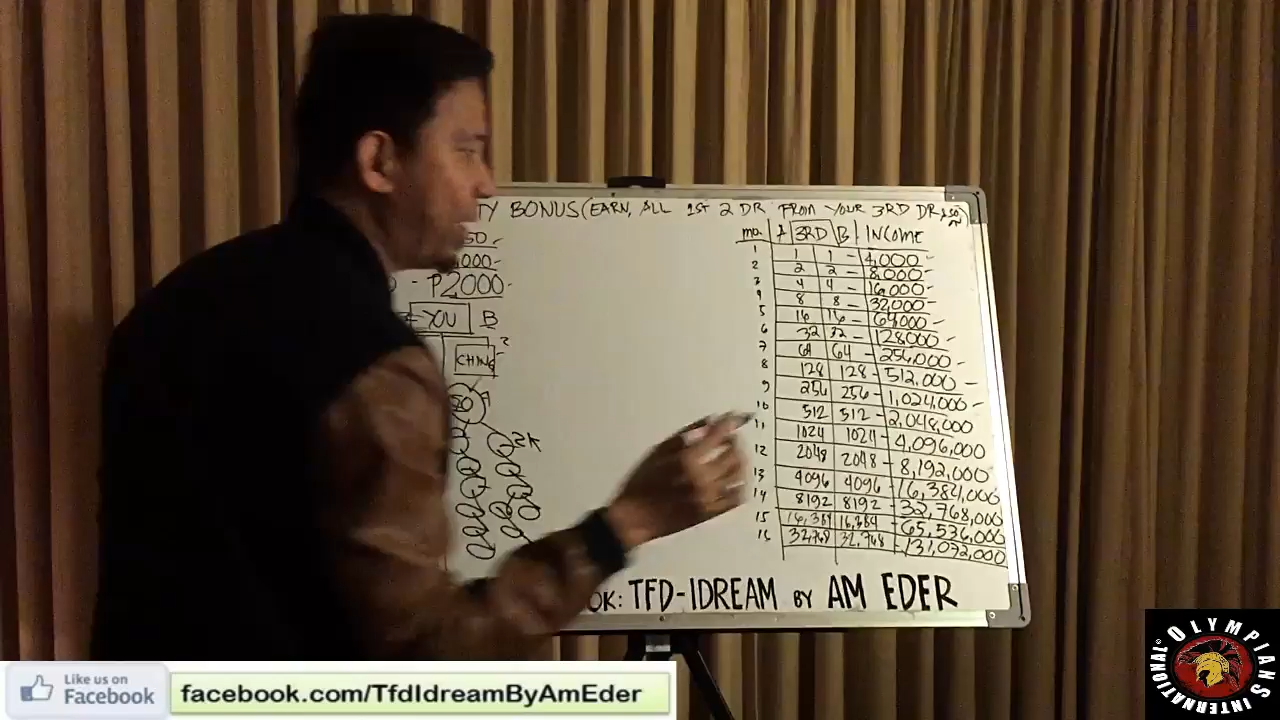 TY BONUS (EARN, ALL 1ST 2 DR FROM YOUR 3RD DR
50
000-
- P2000-
YOU B
CHING
2K
mo. A 3RD B INCOME
1 1 1 - 4,000
2 2 2 - 8,000
3 4 4 - 16,000
4 8 8 - 32,000
5 16 16 - 64000
6 32 32 - 128000
7 64 64 - 256,000
8 128 128 - 512,000
9 256 256 - 1,024,000
10 512 512 - 2,048,000
11 1024 1024 - 4,096,000
12 2048 2048 - 8,192,000
13 4096 4096 - 16,384,000
14 8192 8192 - 32,768,000
15 16,384 16,384 - 65,536,000
16 32,768 32,768 - 131,072,000
OK: TFD-IDREAM BY AM EDER
Like us on
Facebook
facebook.com/TfdIdreamByAmEder
OLYMPIANS INTERNATIONAL